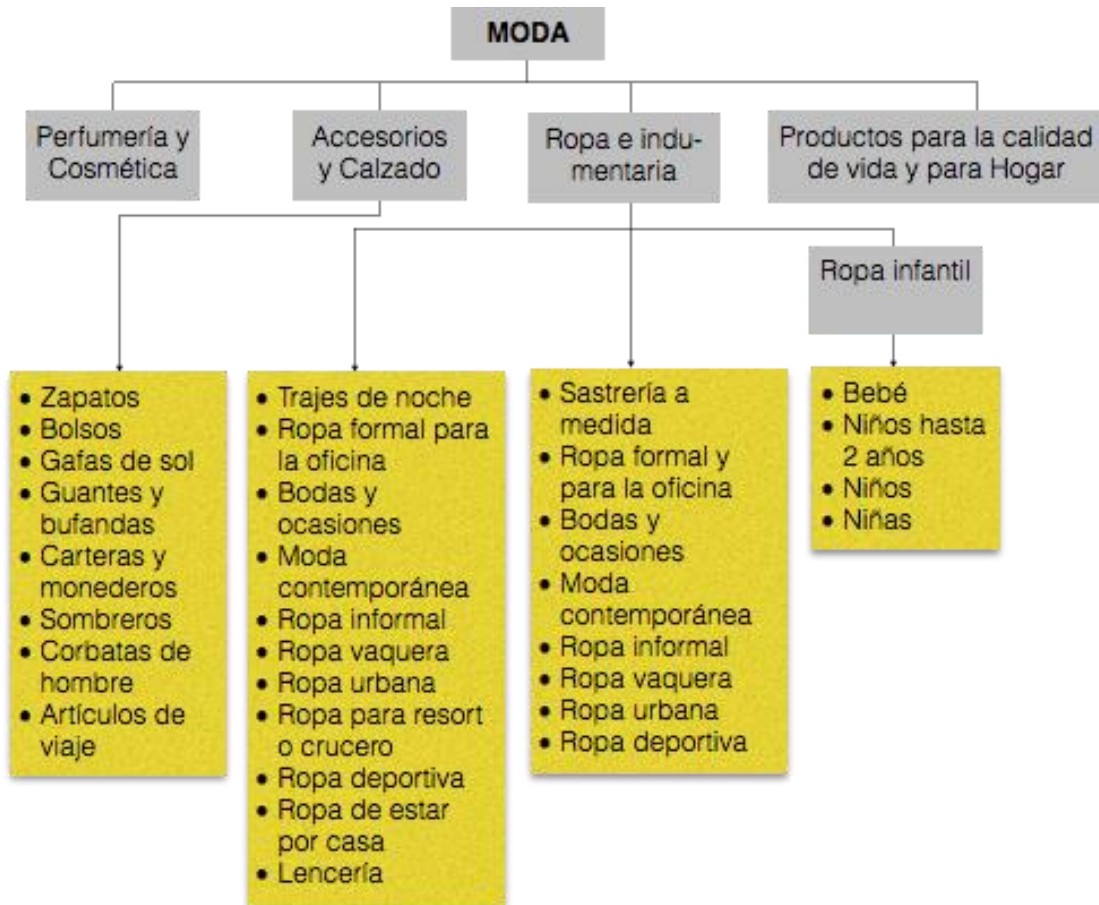 MODA
Perfumería y
Cosmética
Accesorios
y Calzado
Ropa e indu-
mentaria
Productos para la calidad
de vida y para Hogar
Ropa infantil
• Zapatos
• Bolsos
• Gafas de sol
• Guantes y
bufandas
• Carteras y
monederos
• Sombreros
• Corbatas de
hombre
• Artículos de
viaje
• Trajes de noche
• Ropa formal para
la oficina
• Bodas y
ocasiones
• Moda
contemporánea
• Ropa informal
• Ropa vaquera
• Ropa urbana
• Ropa para resort
o crucero
• Ropa deportiva
• Ropa de estar
por casa
• Lencería
• Sastrería a
medida
• Ropa formal y
para la oficina
• Bodas y
ocasiones
• Moda
contemporánea
• Ropa informal
• Ropa vaquera
• Ropa urbana
• Ropa deportiva
• Bebé
• Niños hasta
2 años
• Niños
• Niñas